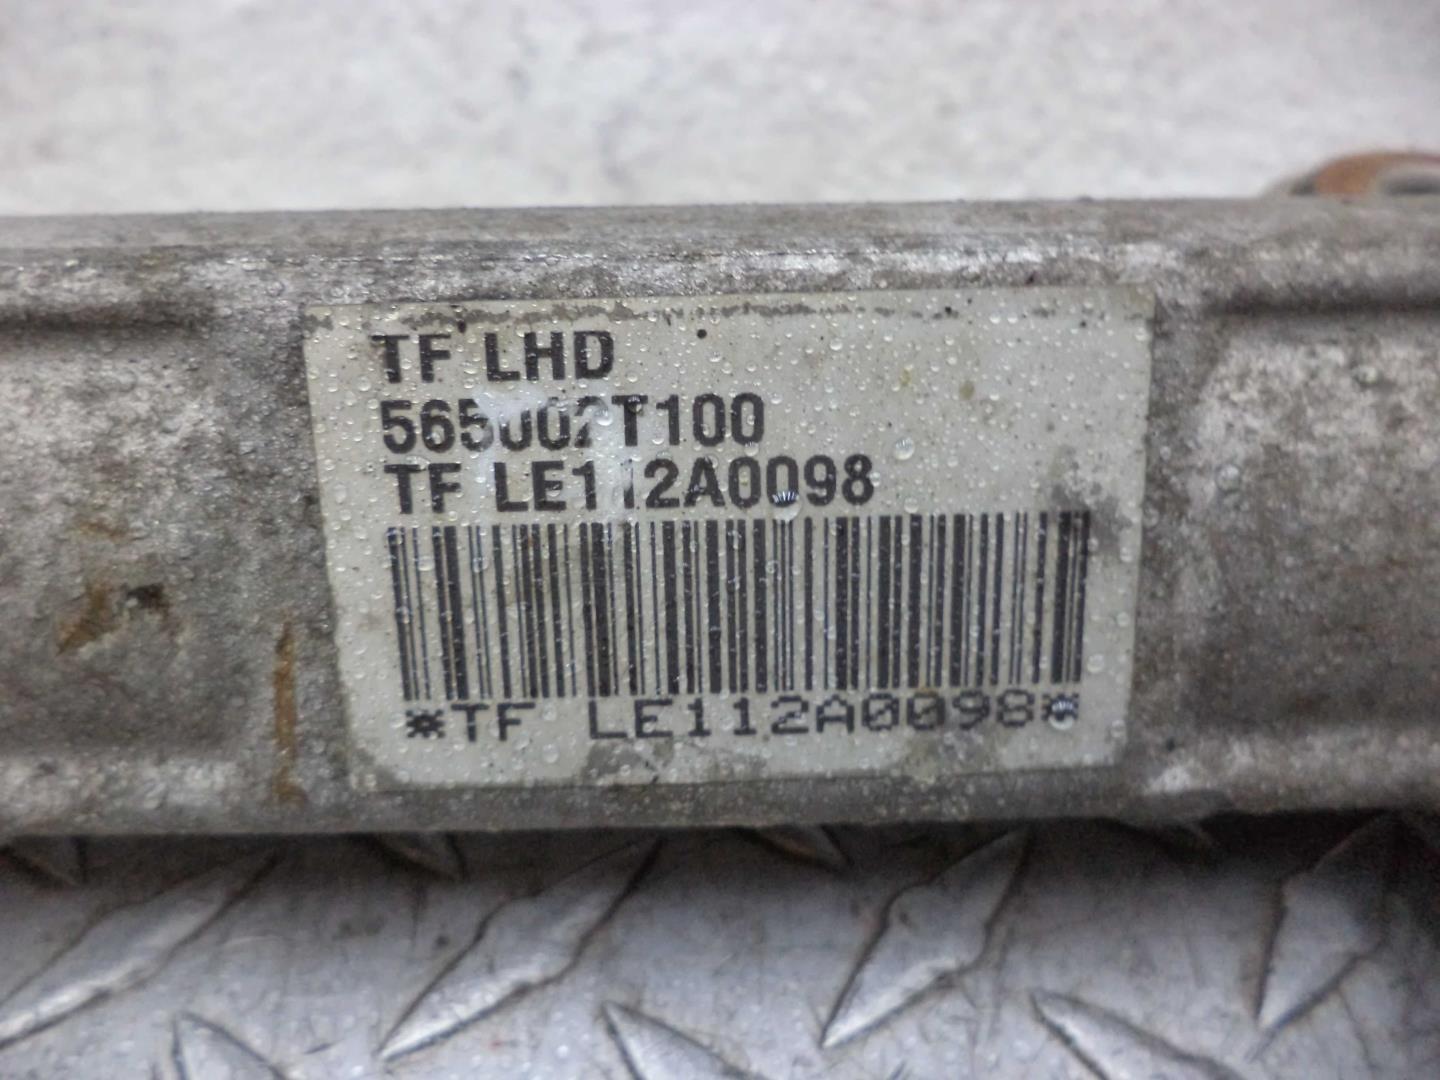 TF LHD
565002T100
TF LE112A0098
*TF LE112A0098*